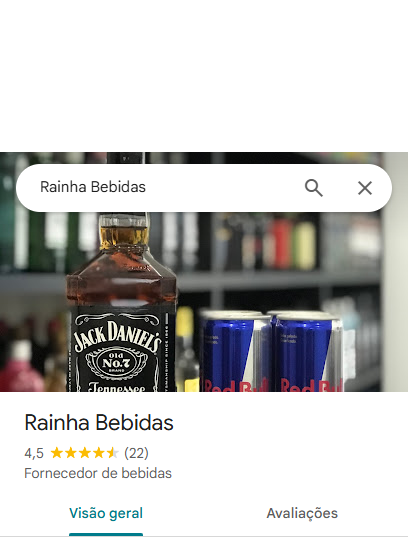 Rainha Bebidas
JACK DANIEL'S
Old
No.7
BRAND
Tennessee
Red Bull
Red Bull
Rainha Bebidas
4,5 (22)
Fornecedor de bebidas
Visão geral
Avaliações